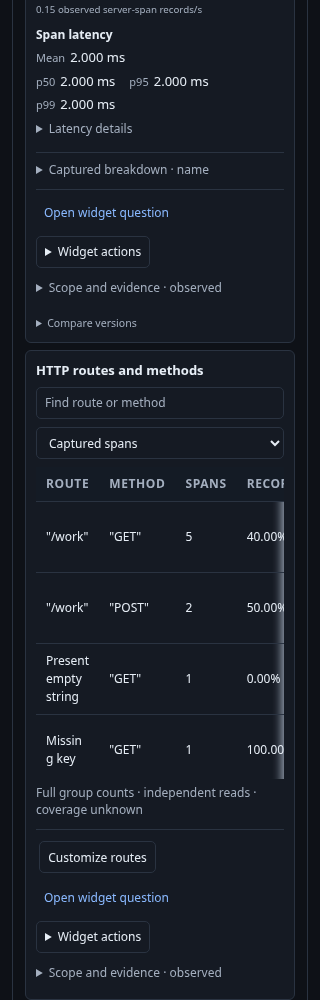 0.15 observed server-span records/s
Span latency
Mean 2.000 ms
p50 2.000 ms p95 2.000 ms
p99 2.000 ms
▶ Latency details
▶ Captured breakdown · name
Open widget question
▶ Widget actions
▶ Scope and evidence · observed
▶ Compare versions
HTTP routes and methods
Find route or method
Captured spans
ROUTE METHOD SPANS RECOR
"/work" "GET" 5 40.00%
"/work" "POST" 2 50.00%
Present
empty
string
"GET" 1 0.00%
Missin
g key
"GET" 1 100.00
Full group counts · independent reads ·
coverage unknown
Customize routes
Open widget question
▶ Widget actions
▶ Scope and evidence · observed